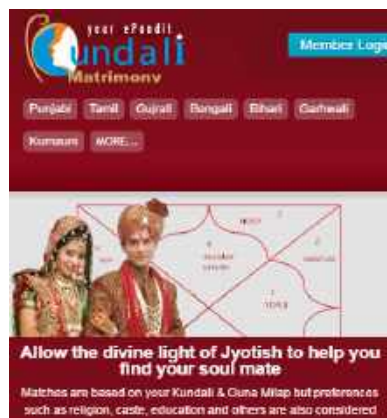 your ePandit
Kundali
Matrimony
Member Login
Punjabi Tamil Gujrati Bengali Bihari Garhwali
Kumauni MORE...
Allow the divine light of Jyotish to help you
find your soul mate
Matches are based on your Kundali & Guna Milap but preferences
such as religion, caste, education and others are also considered